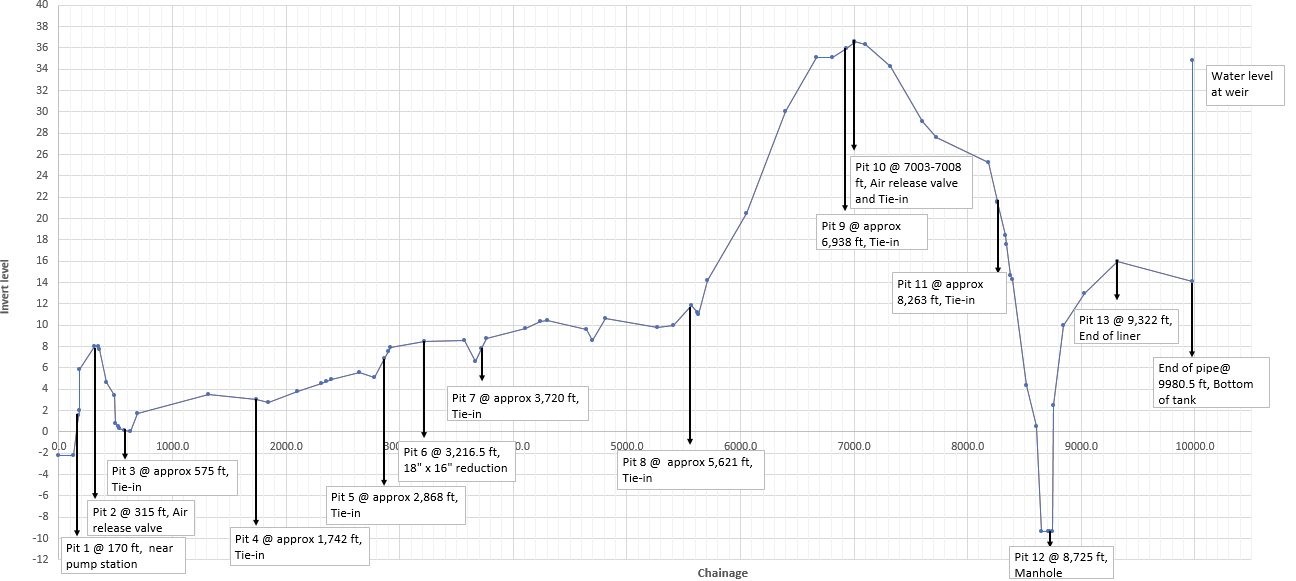 40
38
36
34
32
30
28
26
24
22
20
18
16
14
12
10
8
6
4
2
0
-2
-4
-6
-8
-10
-12
Invert level
0.0
1000.0
2000.0
5000.0
6000.0
7000.0
8000.0
9000.0
10000.0
Chainage
Pit 1 @ 170 ft, near
pump station
Pit 2 @ 315 ft, Air
release valve
Pit 3 @ approx 575 ft,
Tie-in
Pit 4 @ approx 1,742 ft,
Tie-in
Pit 5 @ approx 2,868 ft,
Tie-in
Pit 6 @ 3,216.5 ft,
18" x 16" reduction
Pit 7 @ approx 3,720 ft,
Tie-in
Pit 8 @ approx 5,621 ft,
Tie-in
Pit 9 @ approx
6,938 ft, Tie-in
Pit 10 @ 7003-7008
ft, Air release valve
and Tie-in
Pit 11 @ approx
8,263 ft, Tie-in
Pit 12 @ 8,725 ft,
Manhole
Pit 13 @ 9,322 ft,
End of liner
End of pipe@
9980.5 ft, Bottom
of tank
Water level
at weir